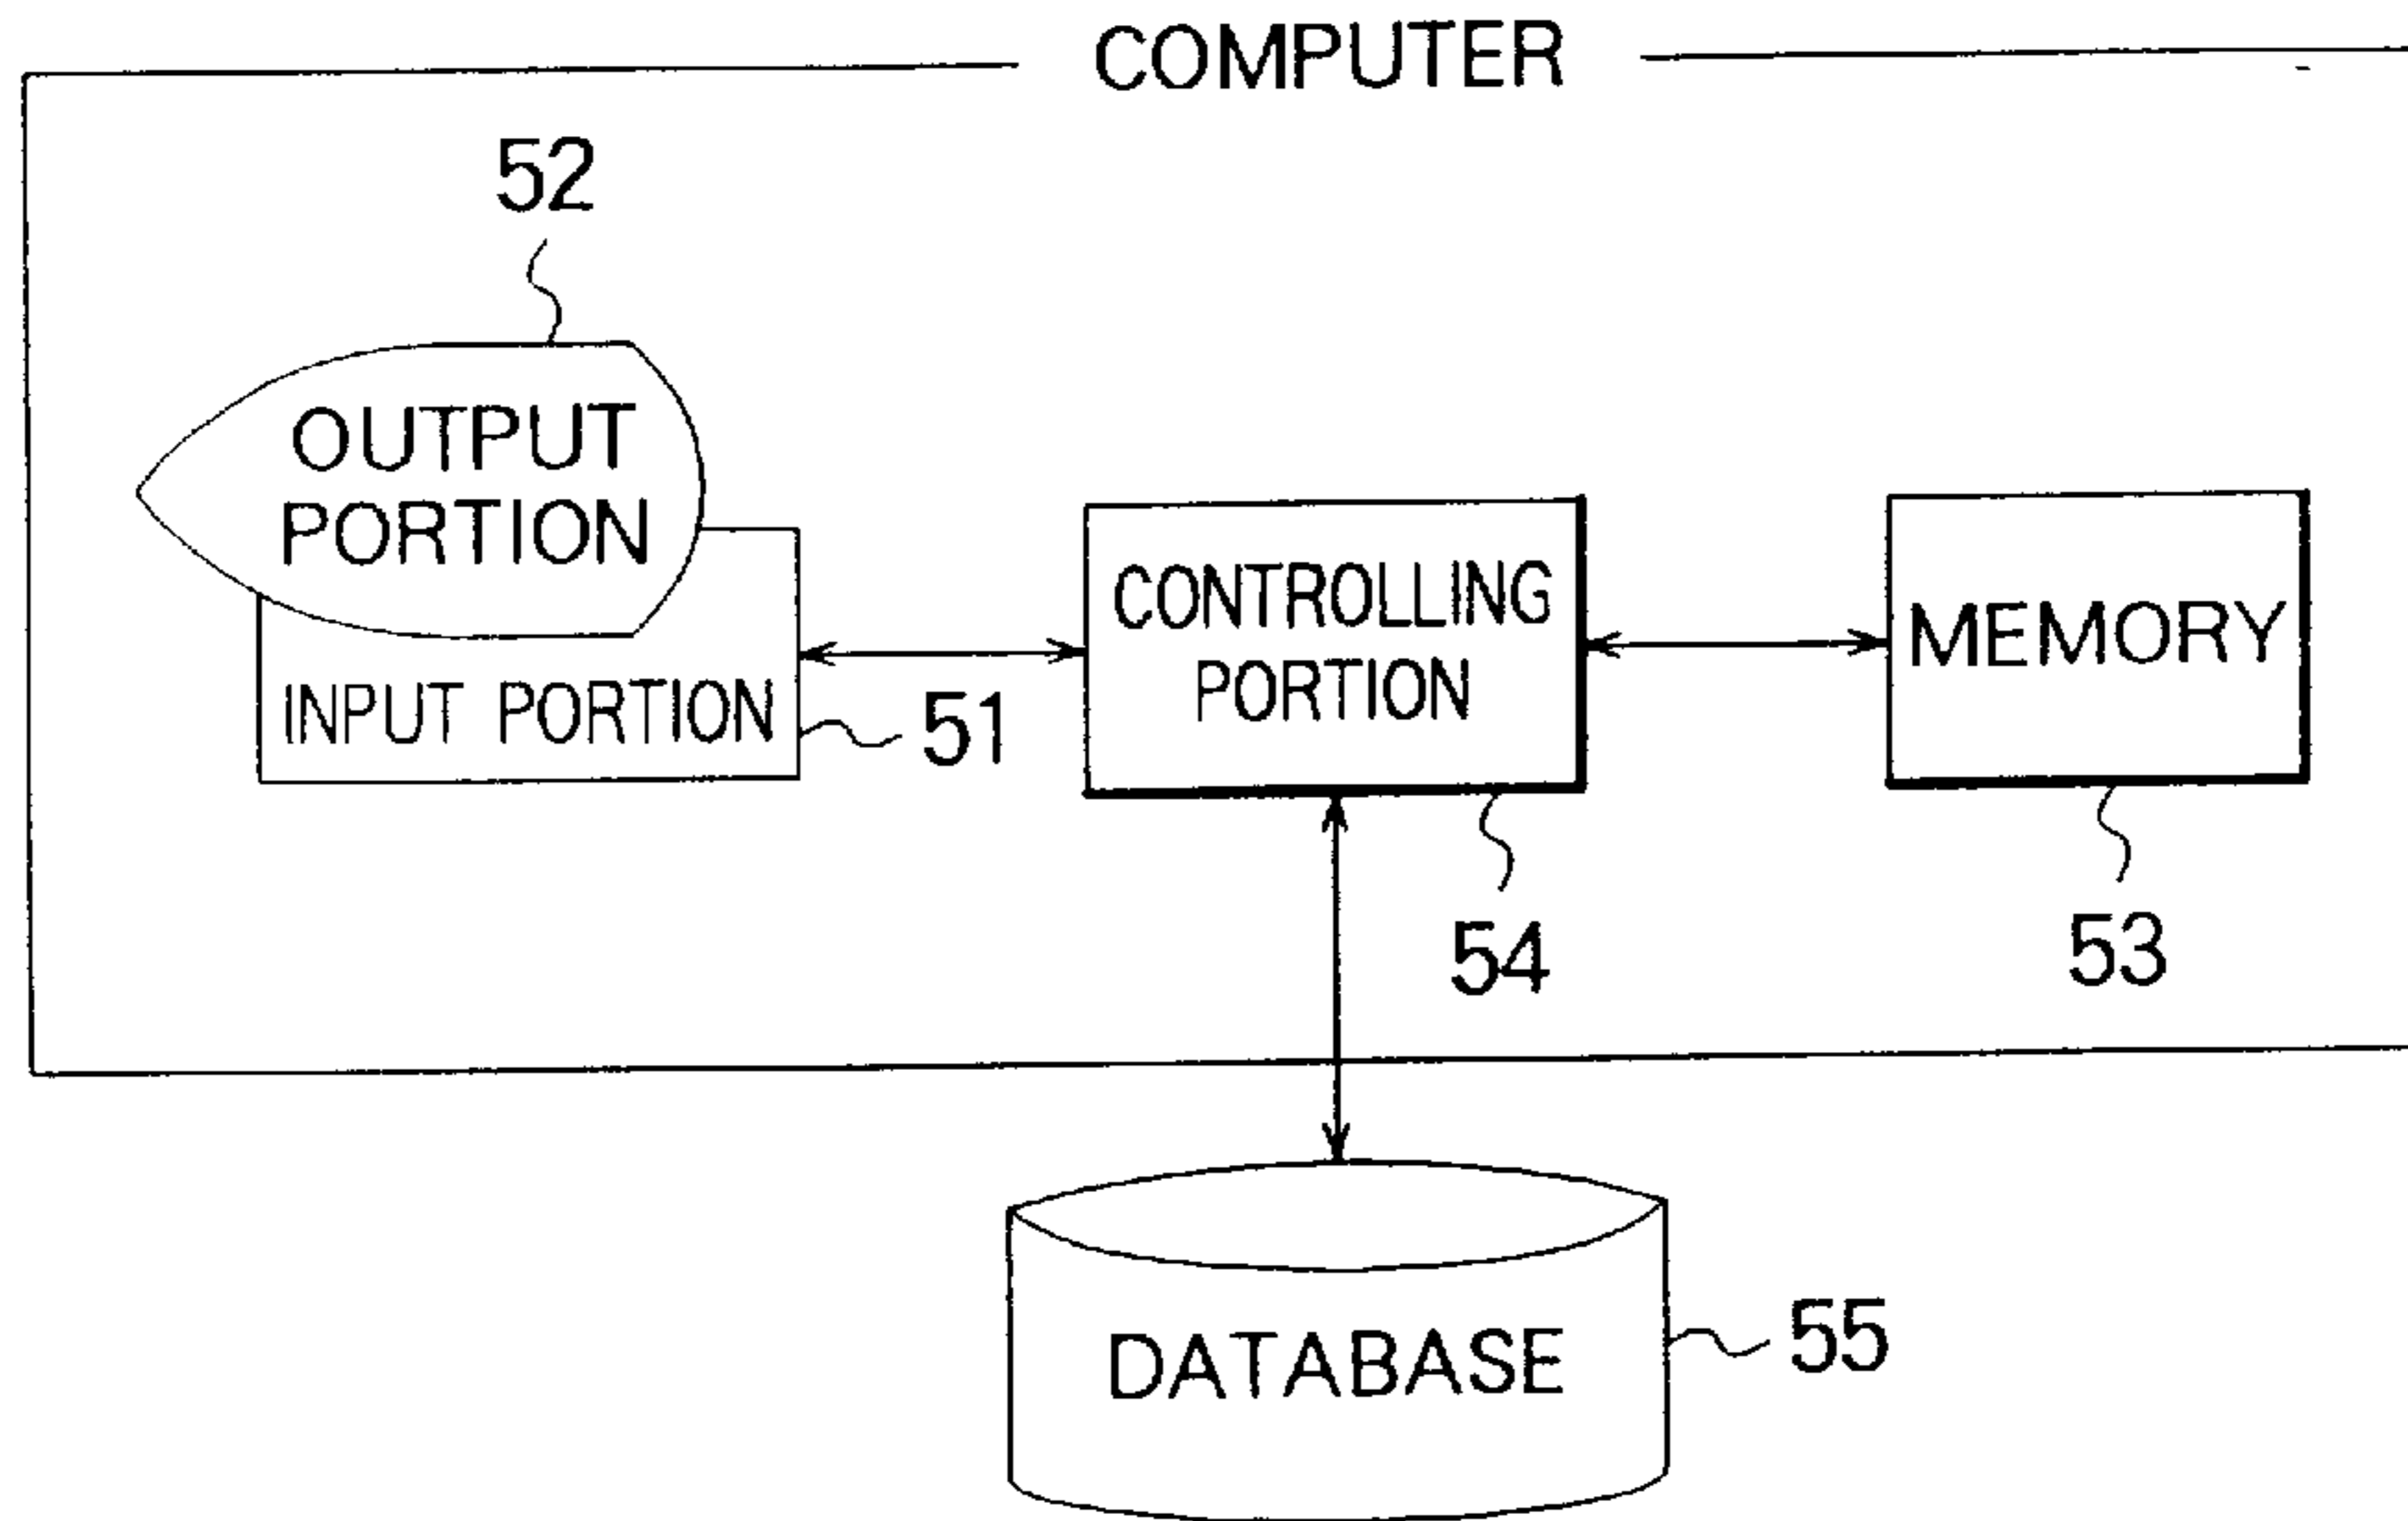 COMPUTER
52
OUTPUT
PORTION
INPUT PORTION
51
CONTROLLING
PORTION
54
MEMORY
53
DATABASE
55